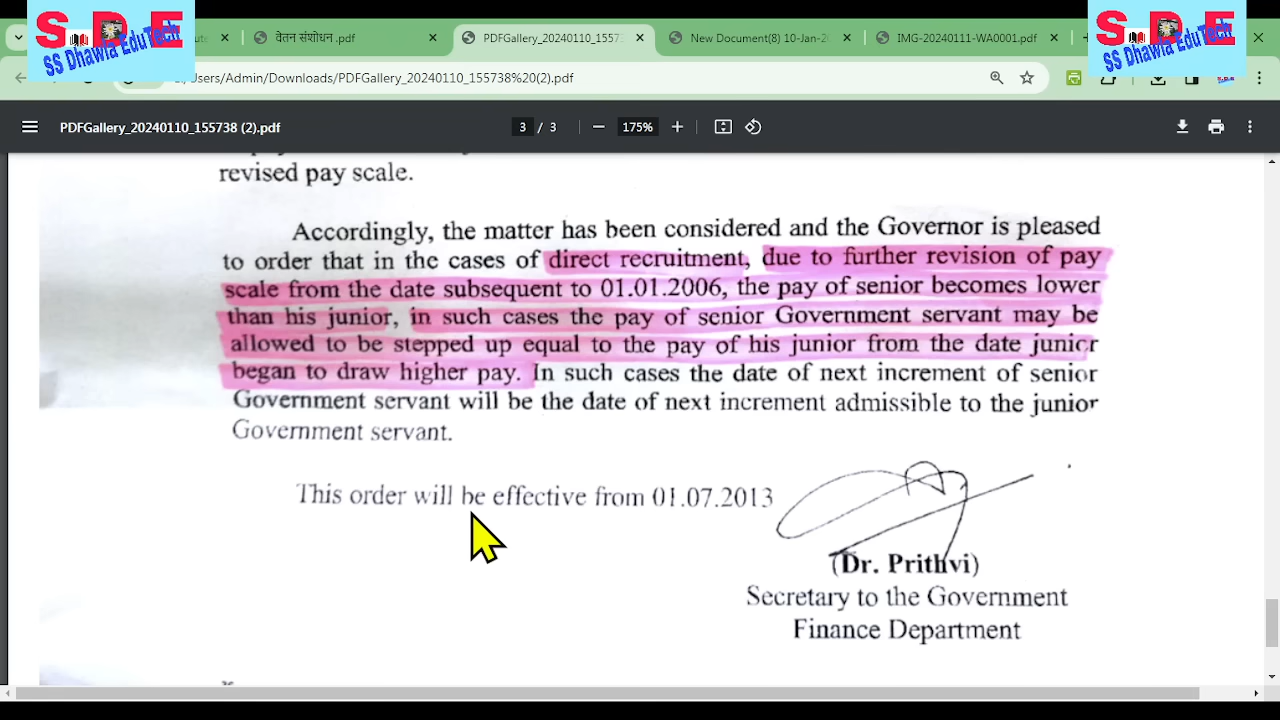 S D E
SS Dhawla EduTech
वेतन संशोधन .pdf
PDFGallery_20240110_1557
New Document(8) 10-Jan-20
IMG-20240111-WA0001.pdf
S D E
SS Dhawla EduTech
/Users/Admin/Downloads/PDFGallery_20240110_155738%20(2).pdf
PDFGallery_20240110_155738 (2).pdf
3 / 3
175%
revised pay scale.
Accordingly, the matter has been considered and the Governor is pleased
to order that in the cases of direct recruitment, due to further revision of pay
scale from the date subsequent to 01.01.2006, the pay of senior becomes lower
than his junior, in such cases the pay of senior Government servant may be
allowed to be stepped up equal to the pay of his junior from the date junior
began to draw higher pay. In such cases the date of next increment of senior
Government servant will be the date of next increment admissible to the junior
Government servant.
This order will be effective from 01.07.2013
(Dr. Prithvi)
Secretary to the Government
Finance Department